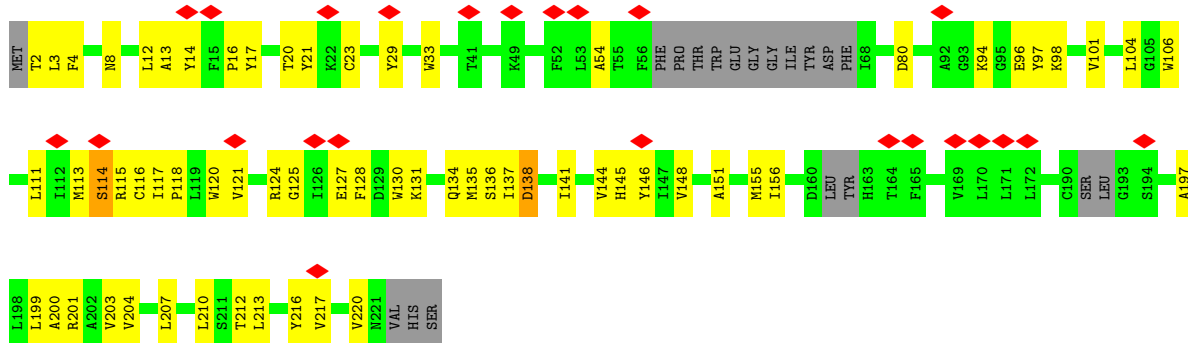 MET T2 L3 F4 N8 L12 A13 Y14 F15 P16 Y17 T20 Y21 K22 C23 Y29 W33 T41 K49 F52 L53 A54 T55 F56 PHE PRO THR TRP GLU GLY GLY ILE TYR ASP PHE I68 D80 A92 G93 K94 G95 E96 Y97 K98 V101 L104 G105 W106
L111 I112 M113 S114 R115 C116 I117 P118 L119 W120 V121 R124 G125 I126 E127 F128 D129 W130 K131 Q134 M135 S136 I137 D138 I141 V144 H145 Y146 I147 V148 A151 M155 I156 D160 LEU TYR H163 T164 F165 V169 L170 L171 L172 C190 SER LEU G193 S194 A197
L198 L199 A200 R201 A202 V203 V204 L207 L210 S211 T212 L213 Y216 V217 V220 N221 VAL HIS SER